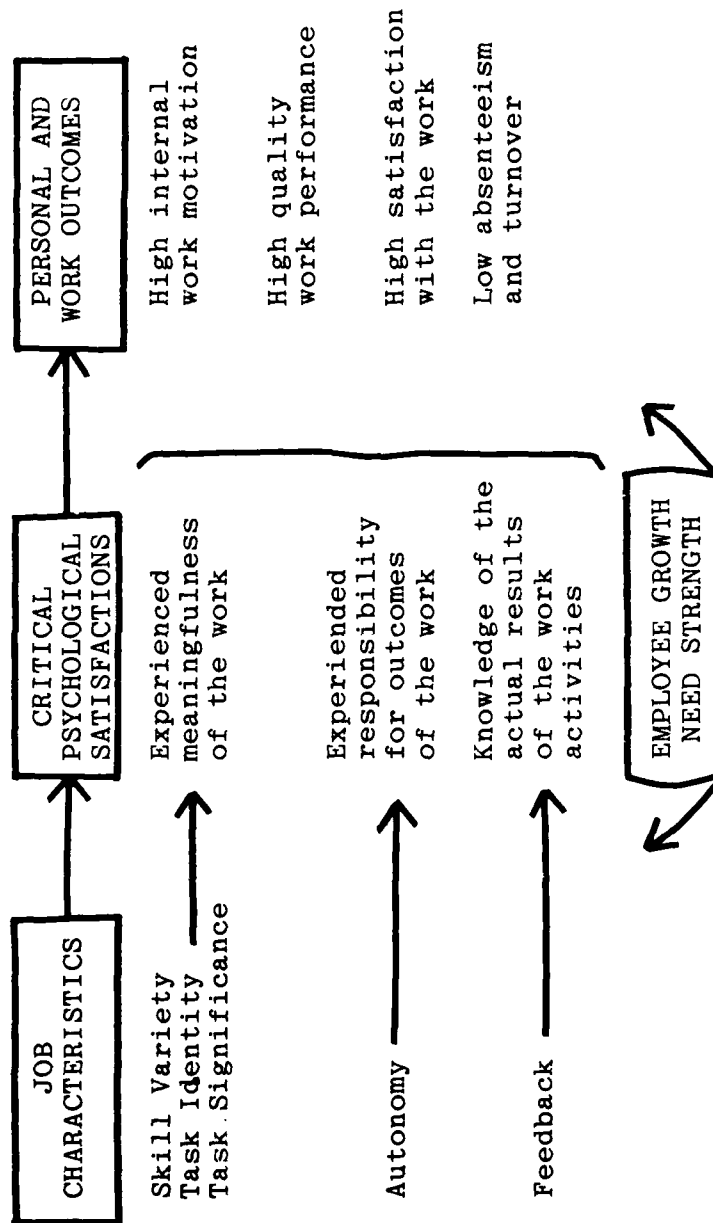 JOB
CHARACTERISTICS
CRITICAL
PSYCHOLOGICAL
SATISFACTIONS
PERSONAL AND
WORK OUTCOMES
Skill Variety
Task Identity
Task Significance
Experienced
meaningfulness
of the work
High internal
work motivation
High quality
work performance
Autonomy
Experiended
responsibility
for outcomes
of the work
High satisfaction
with the work
Feedback
Knowledge of the
actual results
of the work
activities
Low absenteeism
and turnover
EMPLOYEE GROWTH
NEED STRENGTH